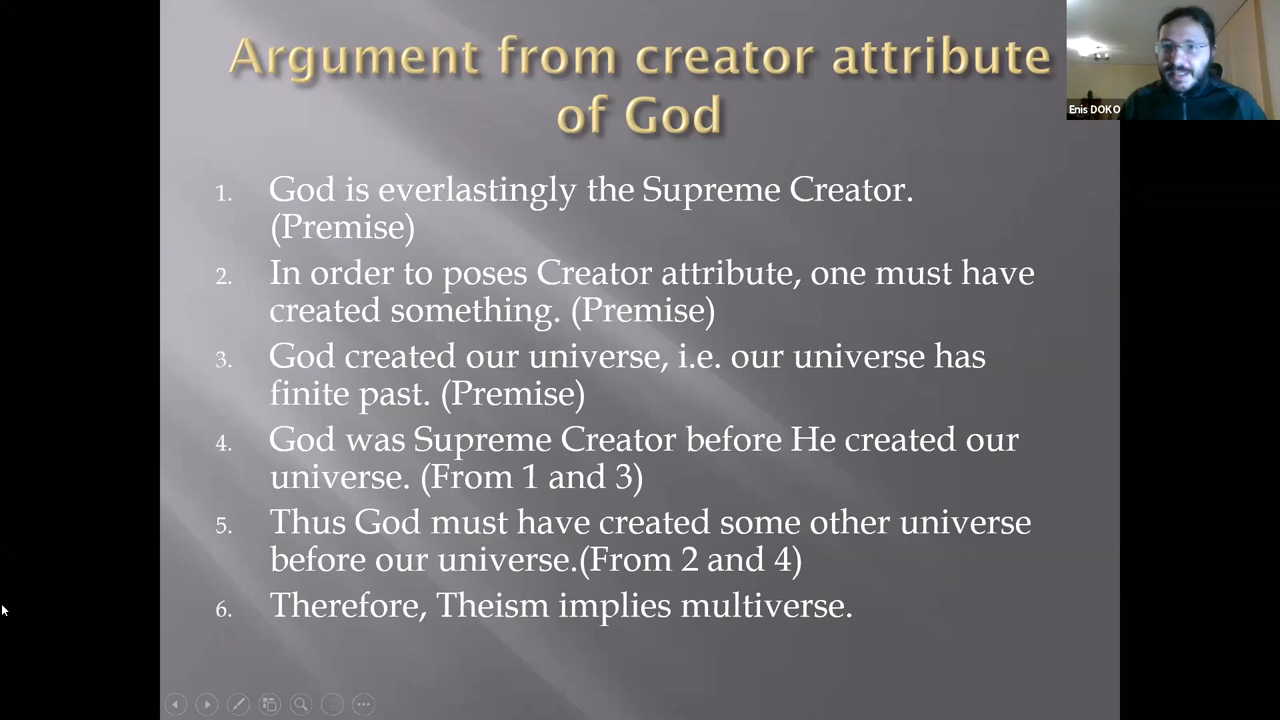 Argument from creator attribute
of God
Enis DOKO
1. God is everlastingly the Supreme Creator.
(Premise)
2. In order to poses Creator attribute, one must have
created something. (Premise)
3. God created our universe, i.e. our universe has
finite past. (Premise)
4. God was Supreme Creator before He created our
universe. (From 1 and 3)
5. Thus God must have created some other universe
before our universe.(From 2 and 4)
6. Therefore, Theism implies multiverse.